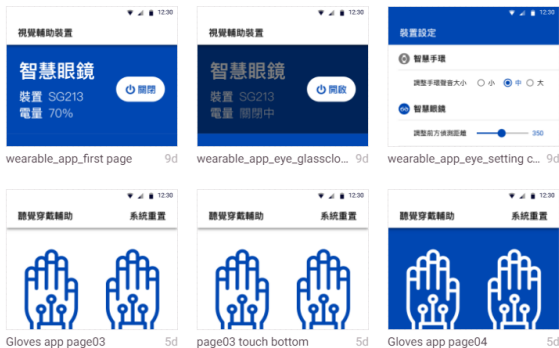 12:30
視覺輔助裝置
智慧眼鏡
裝置 SG213
電量 70%
關閉
wearable_app_first page 9d
12:30
視覺輔助裝置
智慧眼鏡
裝置 SG213
電量 關閉中
開啟
wearable_app_eye_glassclo... 9d
12:30
裝置設定
智慧手環
調整手環聲音大小 小 中 大
智慧眼鏡
調整前方偵測距離 350
wearable_app_eye_setting c... 9d
12:30
聽覺穿戴輔助 系統重置
Gloves app page03 5d
12:30
聽覺穿戴輔助 系統重置
page03 touch bottom 5d
12:30
聽覺穿戴輔助 系統重置
Gloves app page04 5d